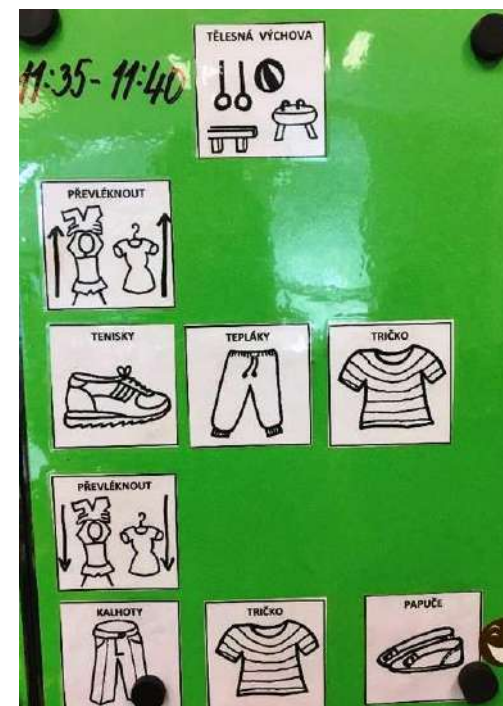 TĚLESNÁ VÝCHOVA
11:35- 11:40
PŘEVLÉKNOUT
TENISKY
TEPLÁKY
TRIČKO
PŘEVLÉKNOUT
KALHOTY
TRIČKO
PAPUČE